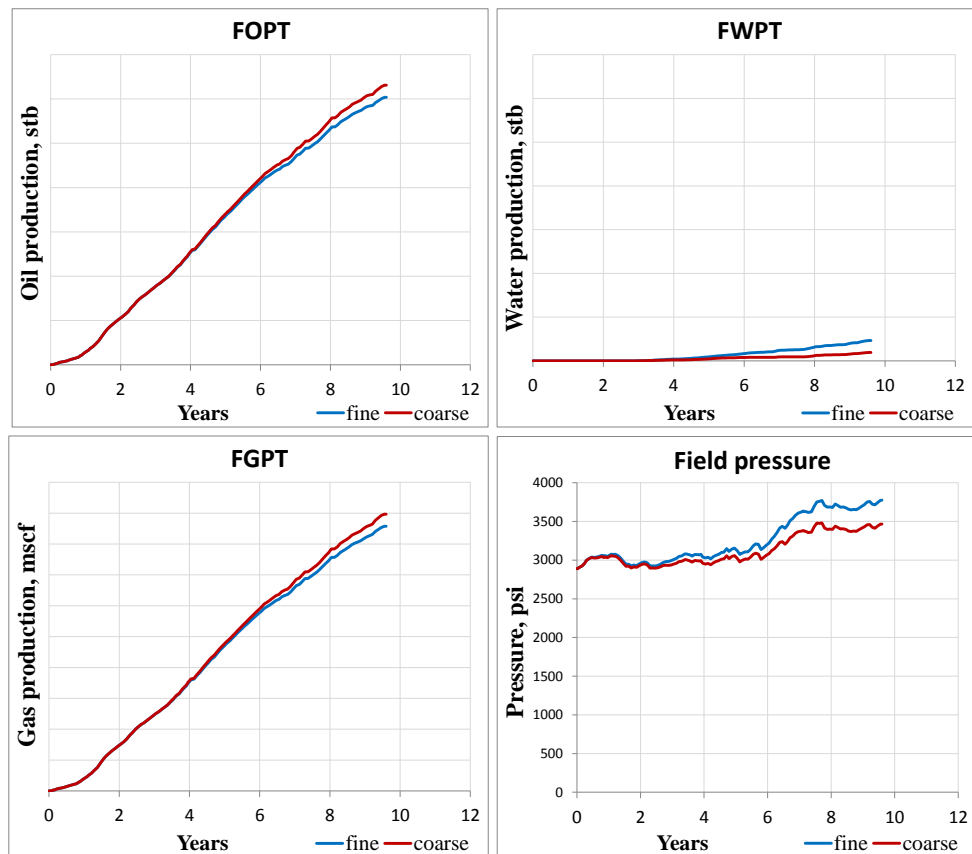 FOPT
Oil production, stb
0 2 4 6 8 10 12
Years
fine coarse
FWPT
Water production, stb
0 2 4 6 8 10 12
Years
fine coarse
FGPT
Gas production, mscf
0 2 4 6 8 10 12
Years
fine coarse
Field pressure
Pressure, psi
4000
3500
3000
2500
2000
1500
1000
500
0
0 2 4 6 8 10 12
Years
fine coarse